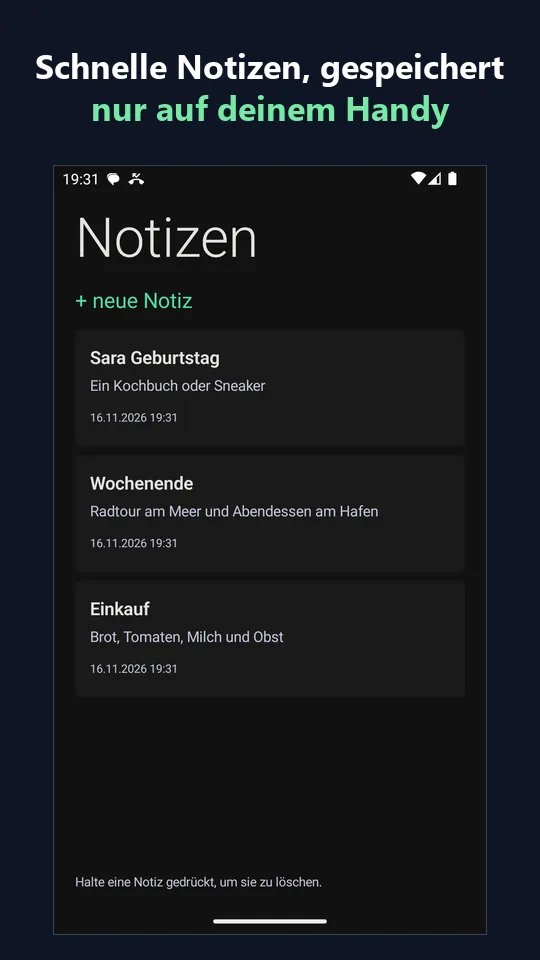 Schnelle Notizen, gespeichert
nur auf deinem Handy
19:31
Notizen
+ neue Notiz
Sara Geburtstag
Ein Kochbuch oder Sneaker
16.11.2026 19:31
Wochenende
Radtour am Meer und Abendessen am Hafen
16.11.2026 19:31
Einkauf
Brot, Tomaten, Milch und Obst
16.11.2026 19:31
Halte eine Notiz gedrückt, um sie zu löschen.